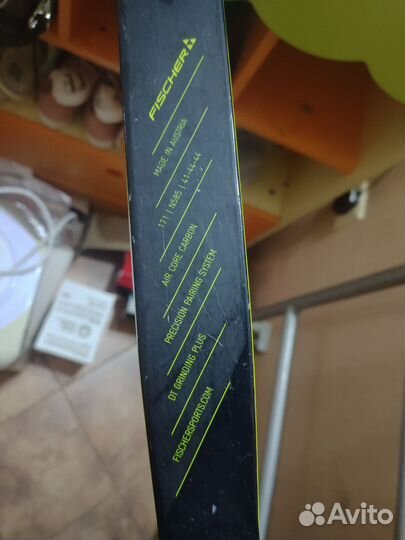 FISCHER
MADE IN AUSTRIA
171 | N685 | 41-44-44
AIR CORE CARBON
PRECISION PAIRING SYSTEM
DT GRINDING PLUS
FISCHERSPORTS.COM
Avito